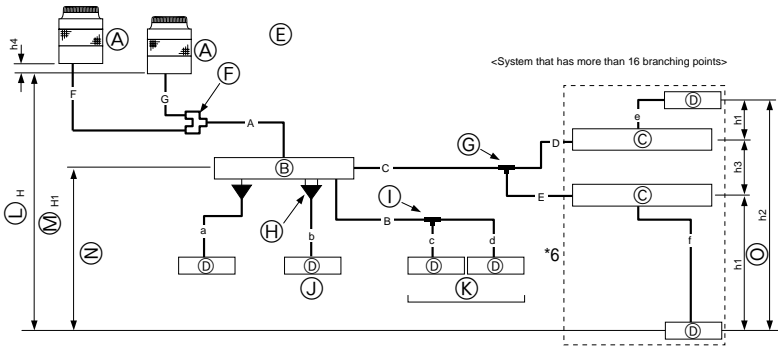 A
A
E
<System that has more than 16 branching points>
h4
F
G
F
A
D
e
h1
D
C
G
B
C
h3
H
L
H1
M
N
I
E
C
h2
a
H
b
B
c
d
*6
f
h1
O
D
D
D
D
J
K
D